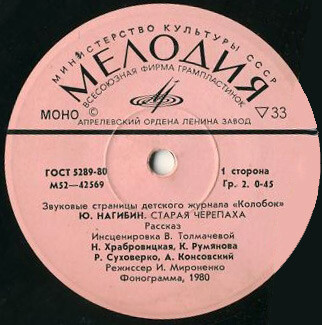 МИНИСТЕРСТВО КУЛЬТУРЫ СССР
МЕЛОДИЯ
ВСЕСОЮЗНАЯ ФИРМА ГРАМПЛАСТИНОК
МОНО
▽33
АПРЕЛЕВСКИЙ ОРДЕНА ЛЕНИНА ЗАВОД
ГОСТ 5289-80
1 сторона
М52—42569
Гр. 2. 0-45
Звуковые страницы детского журнала «Колобок»
Ю. НАГИБИН. СТАРАЯ ЧЕРЕПАХА
Рассказ
Инсценировка В. Толмачевой
Н. Храбровицкая, К. Румянова
Р. Суховерко, А. Консовский
Режиссер И. Мироненко
Фонограмма, 1980